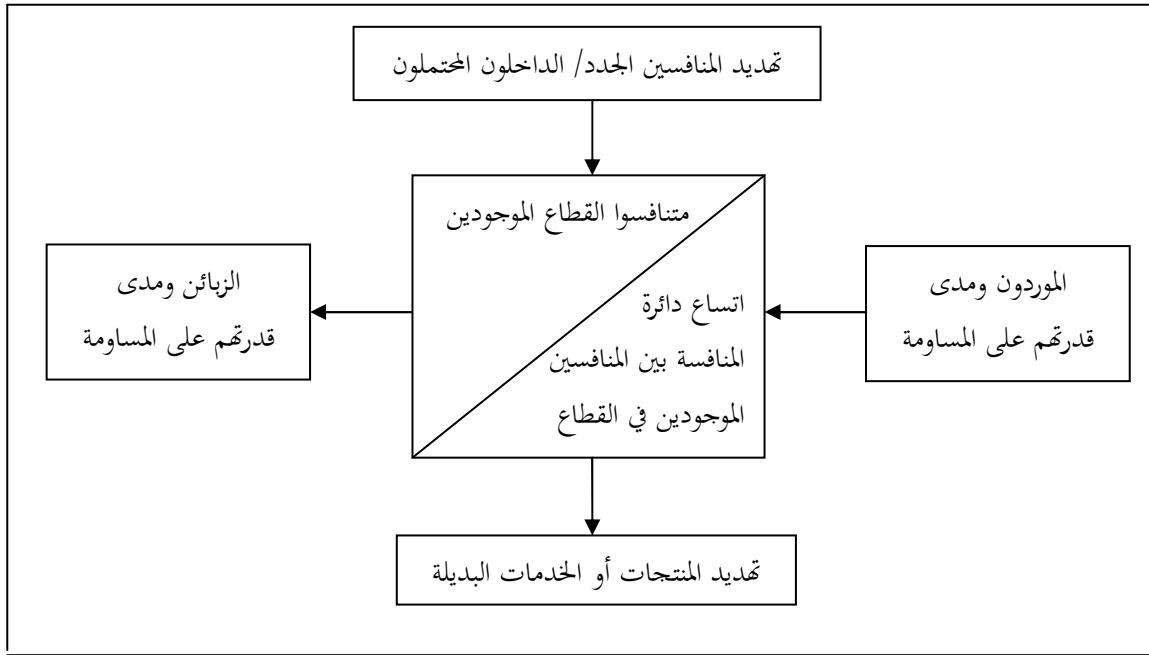 تهديد المنافسين الجدد/ الداخلون المحتملون
متنافسوا القطاع الموجودين
الموردون ومدى
قدرتهم على المساومة
اتساع دائرة
المنافسة بين المنافسين
الموجودين في القطاع
الزبائن ومدى
قدرتهم على المساومة
تهديد المنتجات أو الخدمات البديلة